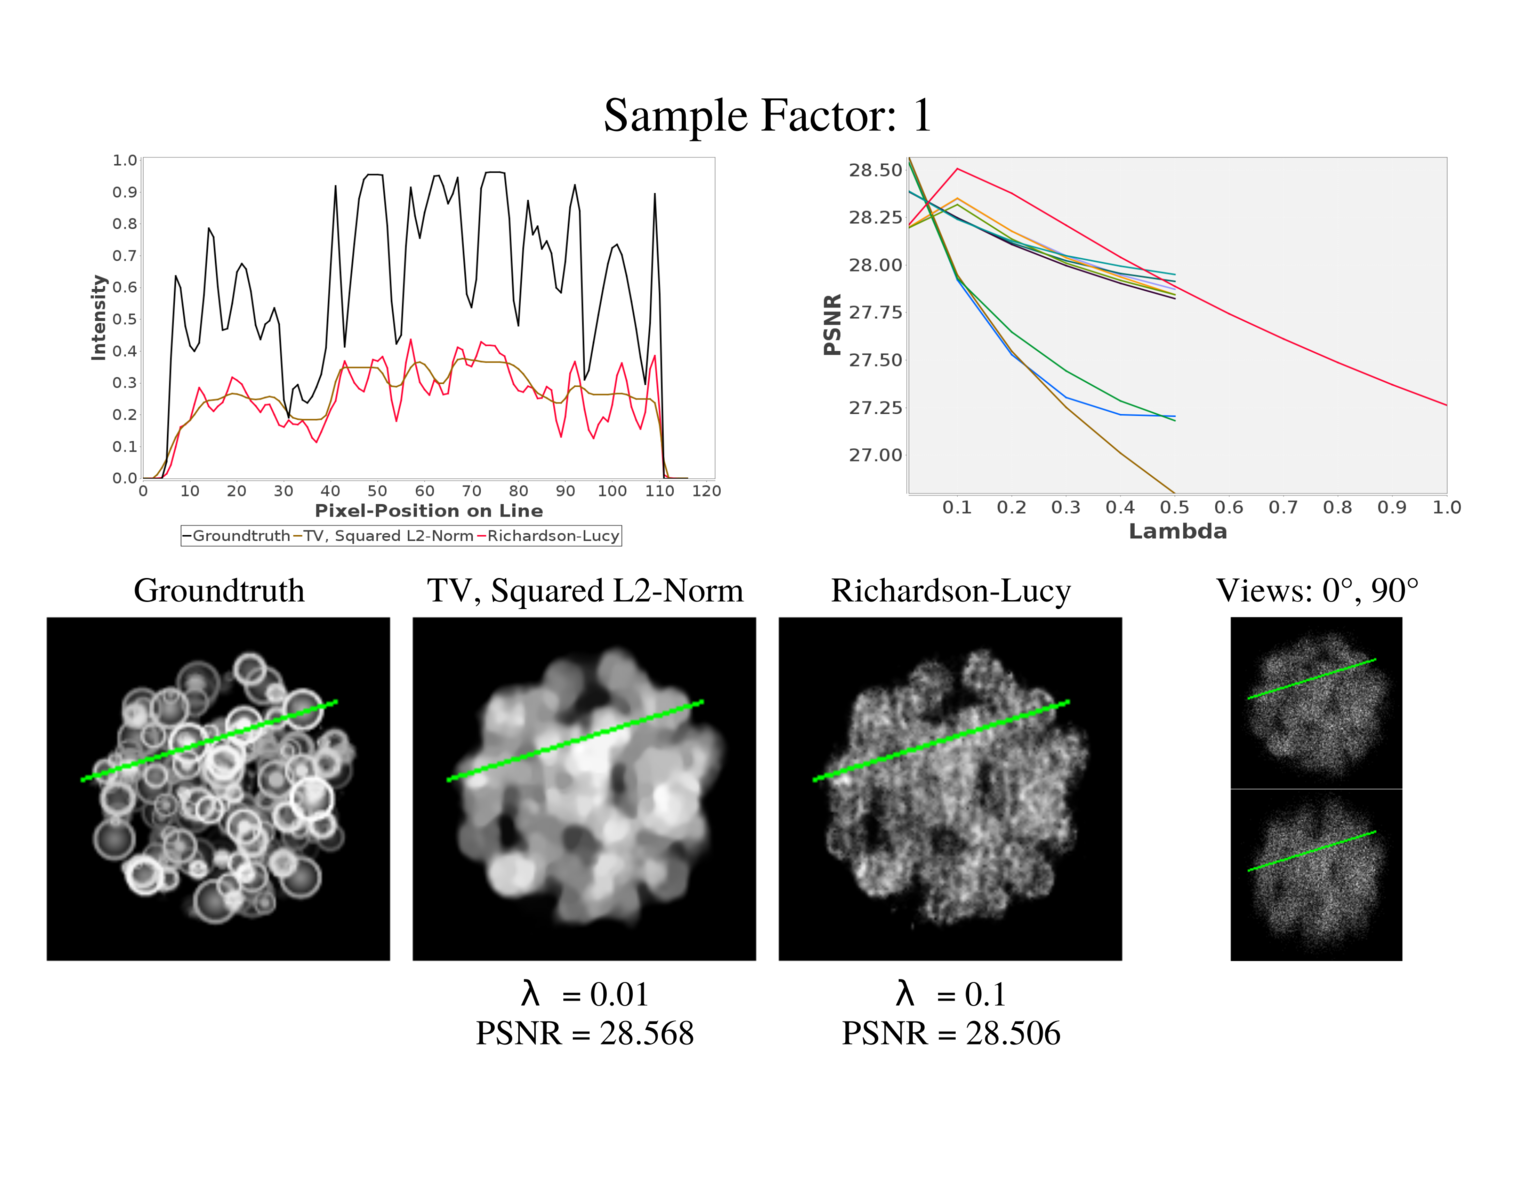 Sample Factor: 1
1.0
0.9
0.8
0.7
0.6
0.5
0.4
0.3
0.2
0.1
0.0
Intensity
0 10 20 30 40 50 60 70 80 90 100 110 120
Pixel-Position on Line
Groundtruth TV, Squared L2-Norm Richardson-Lucy
28.50
28.25
28.00
27.75
27.50
27.25
27.00
PSNR
0.1 0.2 0.3 0.4 0.5 0.6 0.7 0.8 0.9 1.0
Lambda
Groundtruth
TV, Squared L2-Norm
Richardson-Lucy
Views: 0°, 90°
λ = 0.01
PSNR = 28.568
λ = 0.1
PSNR = 28.506